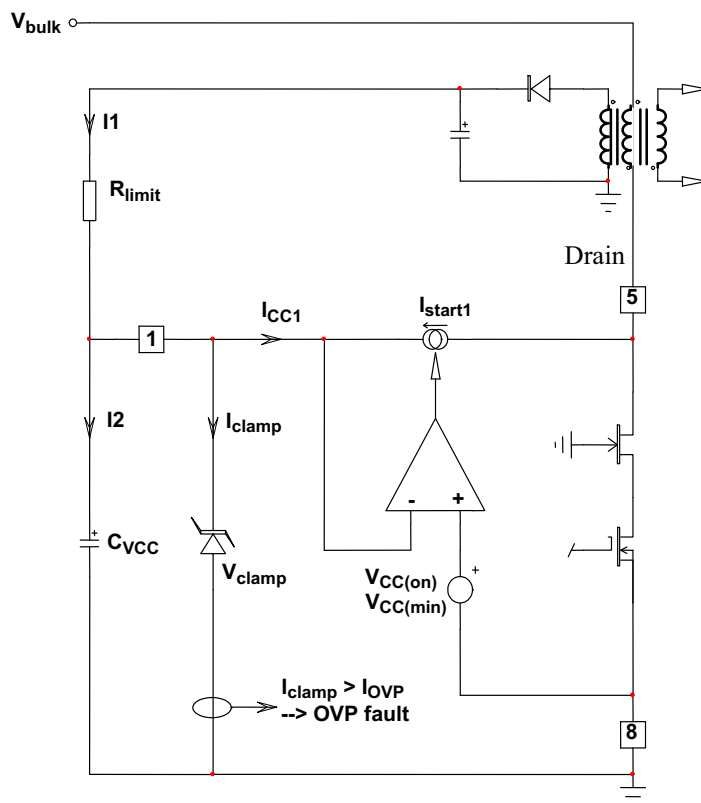 Vbulk
I1
Rlimit
Drain
5
ICC1
Istart1
1
I2
Iclamp
- +
CVCC
Vclamp
VCC(on)
VCC(min)
Iclamp > IOVP
--> OVP fault
8